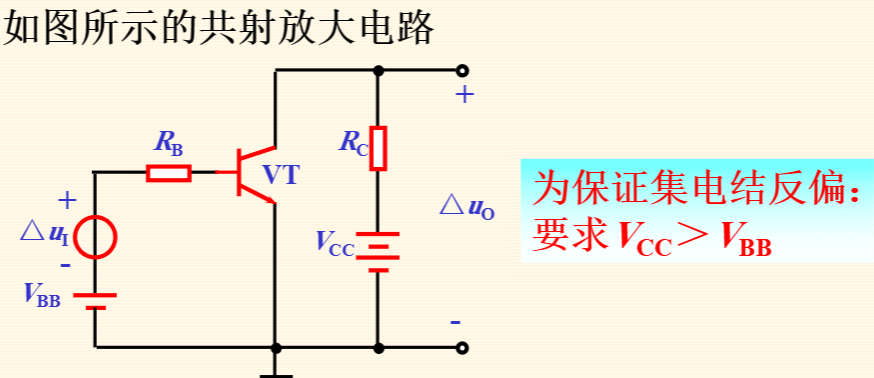 如图所示的共射放大电路
+
RB
VT
RC
+
△uI
-
△uO
VCC
VBB
-
为保证集电结反偏：
要求VCC＞VBB